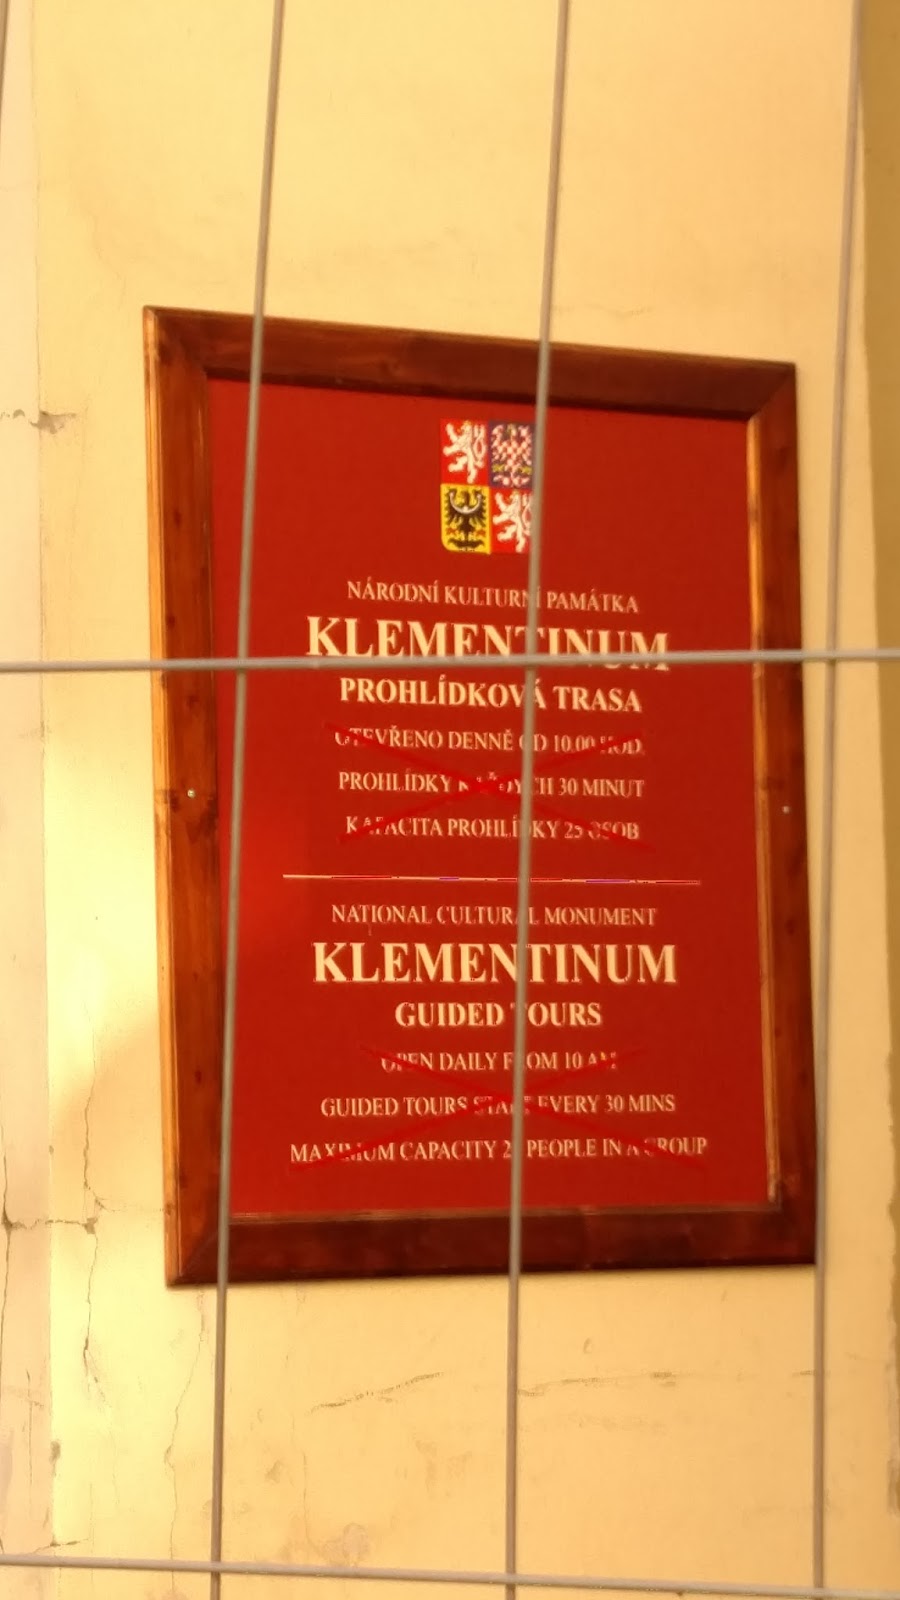 NÁRODNÍ KULTURNÍ PAMÁTKA
KLEMENTINUM
PROHLÍDKOVÁ TRASA
OTEVŘENO DENNĚ OD 10.00 HOD.
PROHLÍDKY KAŽDÝCH 30 MINUT
KAPACITA PROHLÍDKY 25 OSOB
NATIONAL CULTURAL MONUMENT
KLEMENTINUM
GUIDED TOURS
OPEN DAILY FROM 10 AM
GUIDED TOURS START EVERY 30 MINS
MAXIMUM CAPACITY 25 PEOPLE IN A GROUP